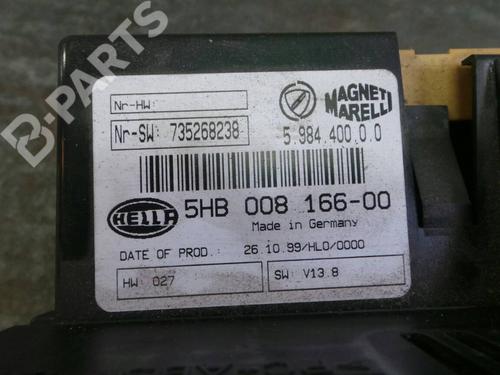 B-PARTS
Nr-HW:
Nr-SW: 735268238
MAGNETI
MARELLI
5.984.400.0.0
HELLA
5HB 008 166-00
Made in Germany
DATE OF PROD.: 26.10.99/HLO/0000
HW: 027
SW: V13.8